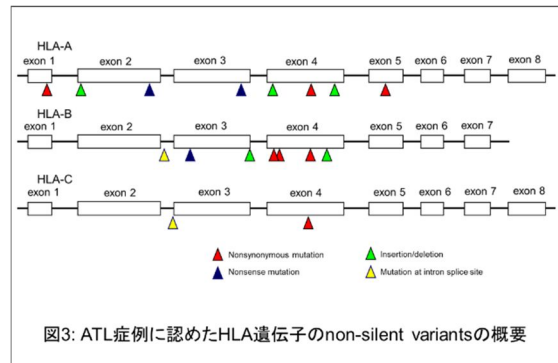 HLA-A
exon 1 exon 2 exon 3 exon 4 exon 5 exon 6 exon 7 exon 8
HLA-B
exon 1 exon 2 exon 3 exon 4 exon 5 exon 6 exon 7
HLA-C
exon 1 exon 2 exon 3 exon 4 exon 5 exon 6 exon 7 exon 8
Nonsynonymous mutation Insertion/deletion
Nonsense mutation Mutation at intron splice site
図3: ATL症例に認めたHLA遺伝子のnon-silent variantsの概要